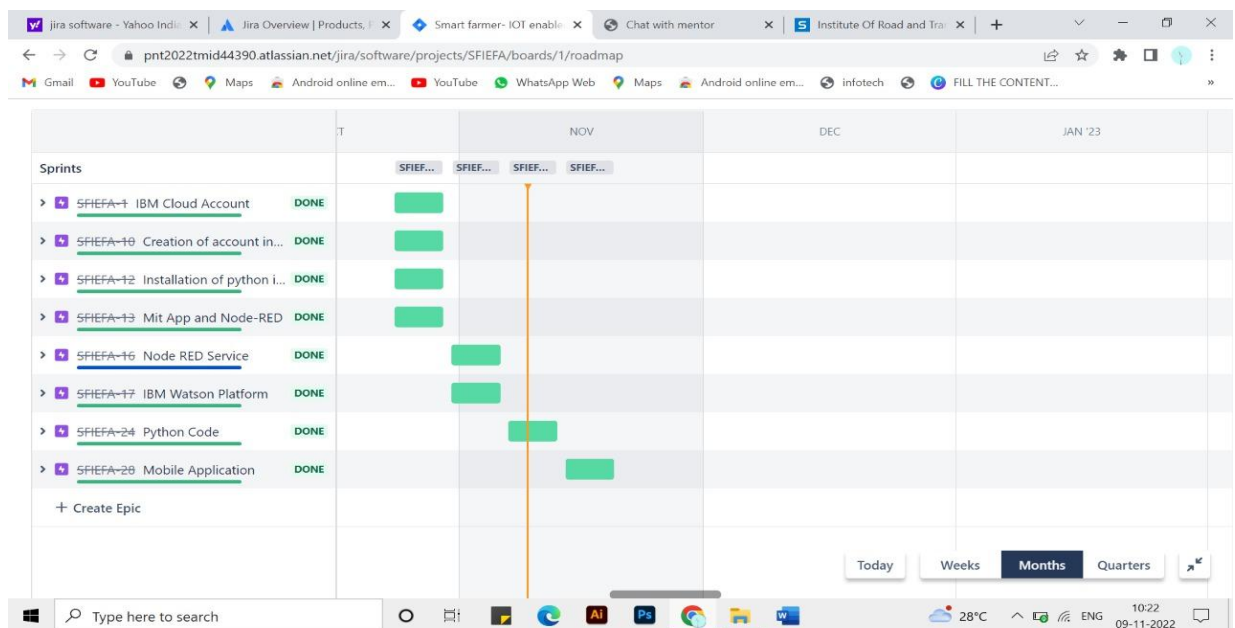 jira software - Yahoo Indi
Jira Overview | Products, P
Smart farmer- IOT enable
Chat with mentor
Institute Of Road and Tra
pnt2022tmid44390.atlassian.net/jira/software/projects/SFIEFA/boards/1/roadmap
Gmail YouTube Maps Android online em... YouTube WhatsApp Web Maps Android online em... infotech FILL THE CONTENT... »
T NOV DEC JAN '23
Sprints SFIEF... SFIEF... SFIEF... SFIEF...
SFIEFA-1 IBM Cloud Account DONE
SFIEFA-10 Creation of account in... DONE
SFIEFA-12 Installation of python i... DONE
SFIEFA-13 Mit App and Node-RED DONE
SFIEFA-16 Node RED Service DONE
SFIEFA-17 IBM Watson Platform DONE
SFIEFA-24 Python Code DONE
SFIEFA-28 Mobile Application DONE
+ Create Epic
Today Weeks Months Quarters
Type here to search Ai Ps 28°C ENG 10:22
09-11-2022